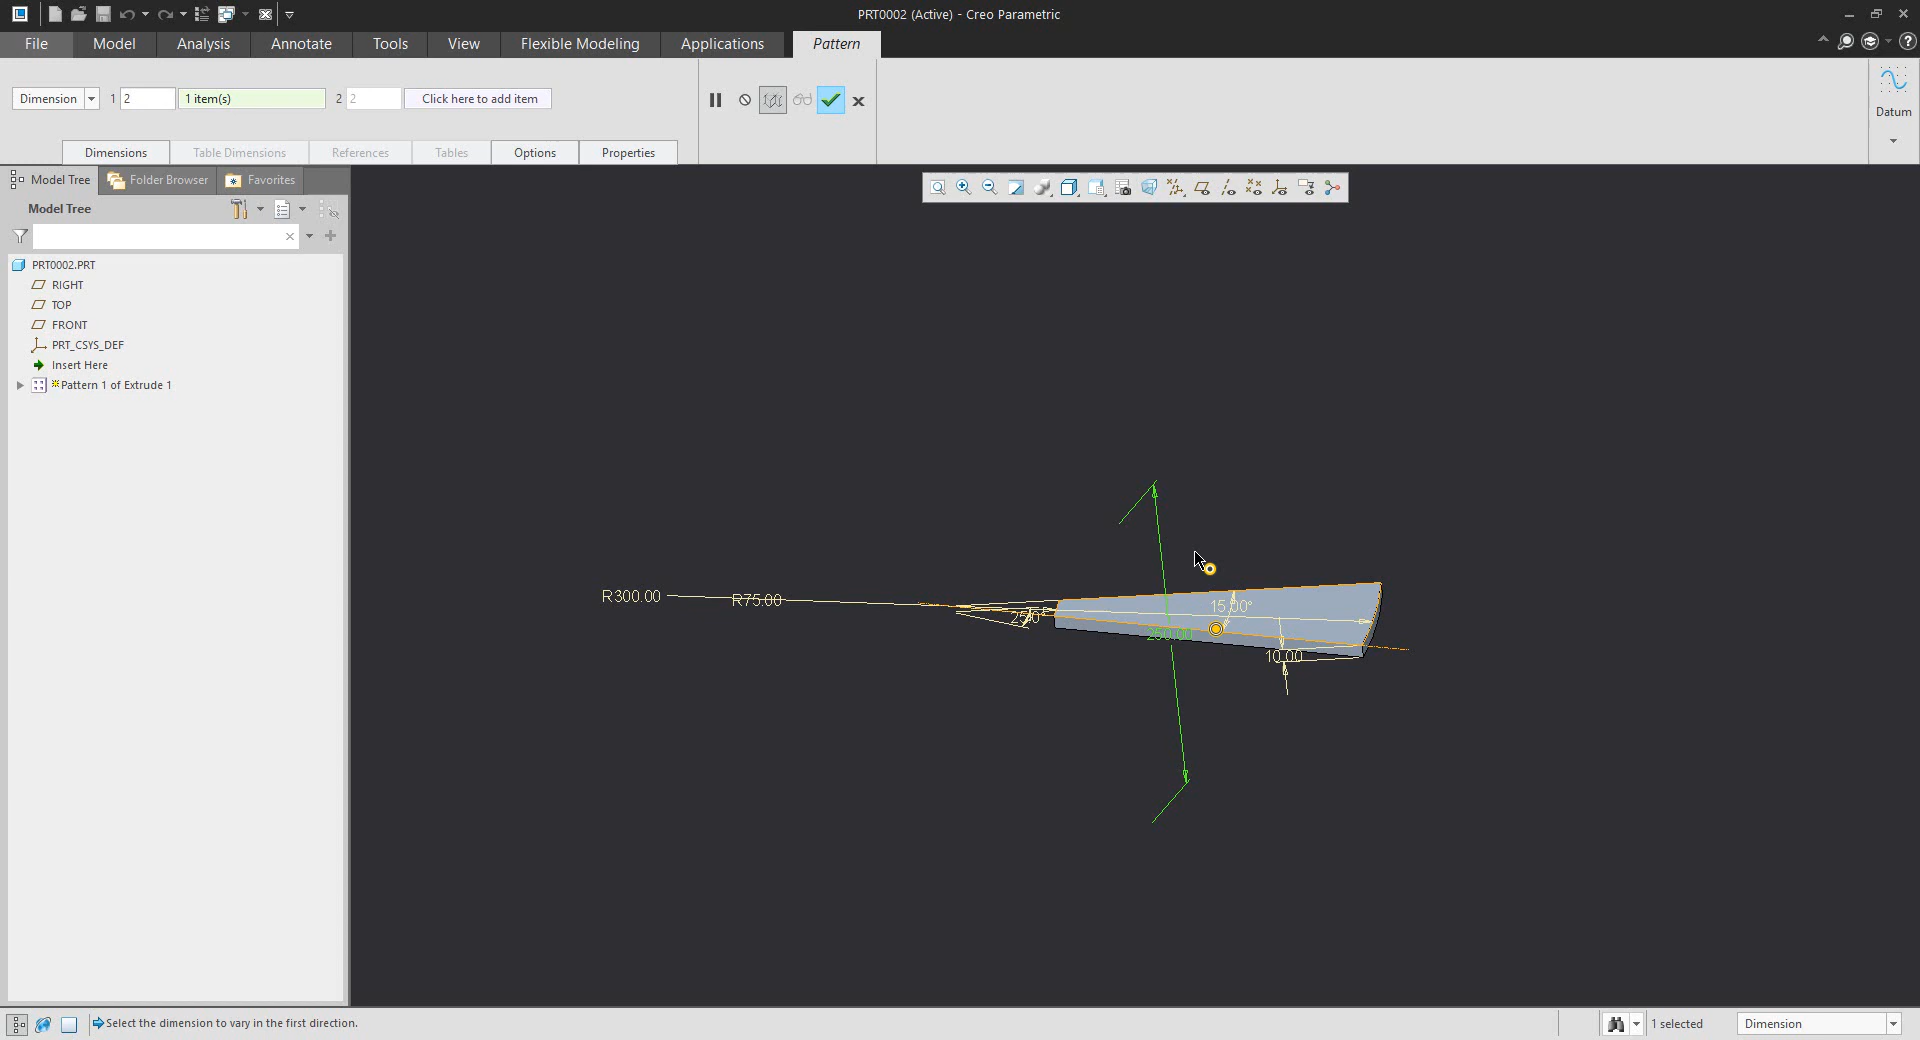 PRT0002 (Active) - Creo Parametric
File Model Analysis Annotate Tools View Flexible Modeling Applications Pattern
Dimension 1 2 1 item(s) 2 2 Click here to add item
Datum
Dimensions Table Dimensions References Tables Options Properties
Model Tree Folder Browser Favorites
Model Tree
PRT0002.PRT
RIGHT
TOP
FRONT
PRT_CSYS_DEF
Insert Here
Pattern 1 of Extrude 1
R300.00 R75.00
15.00°
10.00
Select the dimension to vary in the first direction.
1 selected
Dimension